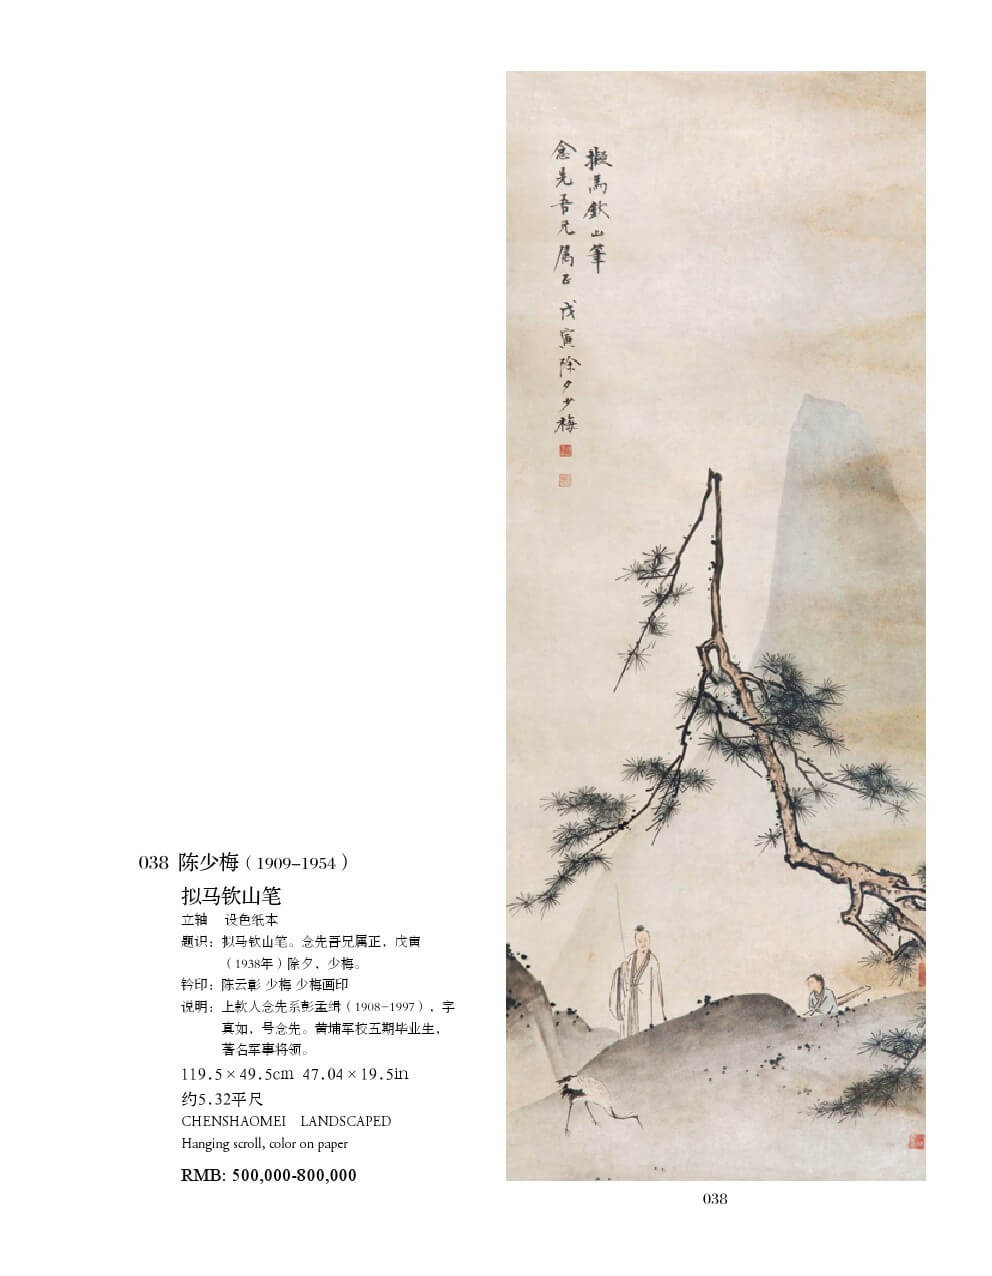 擬馬欽山筆
念先吾兄属正 戊寅除夕少梅
038 陈少梅（1909-1954）
拟马钦山笔
立轴 设色纸本
题识：拟马钦山笔。念先吾兄属正，戊寅
（1938年）除夕，少梅。
钤印：陈云彰 少梅 少梅画印
说明：上款人念先系彭孟缉（1908-1997），字
真如，号念先。黄埔军校五期毕业生，
著名军事将领。
119.5×49.5cm 47.04×19.5in
约5.32平尺
CHENSHAOMEI LANDSCAPED
Hanging scroll, color on paper
RMB: 500,000-800,000
038